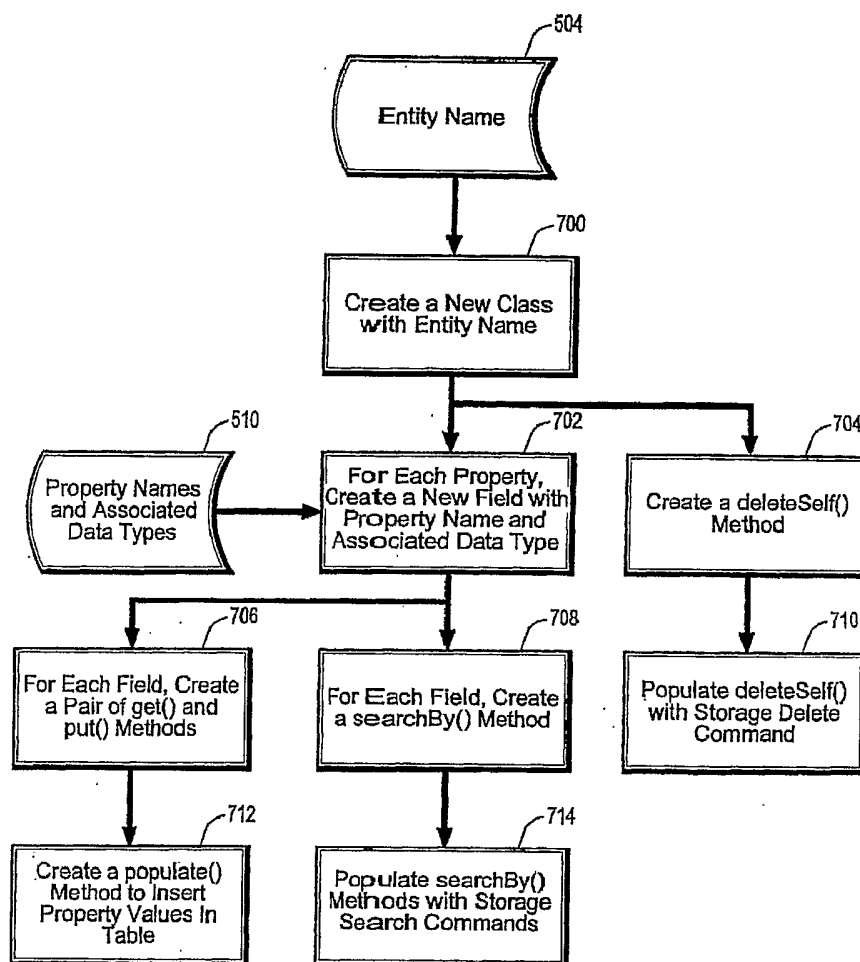 504
Entity Name
700
Create a New Class
with Entity Name
510
Property Names
and Associated
Data Types
702
For Each Property,
Create a New Field with
Property Name and
Associated Data Type
704
Create a deleteSelf()
Method
706
For Each Field, Create
a Pair of get() and
put() Methods
708
For Each Field, Create
a searchBy() Method
710
Populate deleteSelf()
with Storage Delete
Command
712
Create a populate()
Method to Insert
Property Values In
Table
714
Populate searchBy()
Methods with Storage
Search Commands